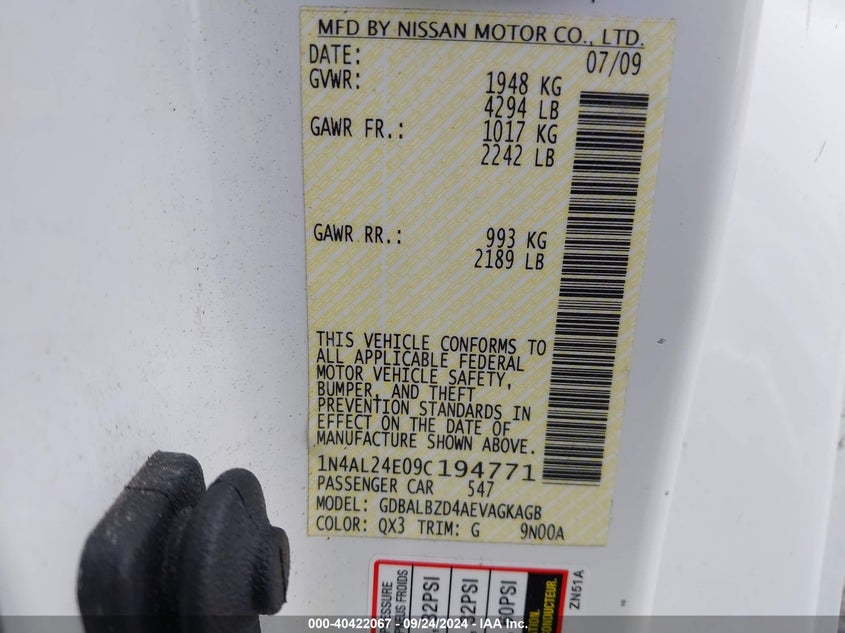 MFD BY NISSAN MOTOR CO., LTD.
DATE: 07/09
GVWR: 1948 KG
4294 LB
GAWR FR.: 1017 KG
2242 LB
GAWR RR.: 993 KG
2189 LB
THIS VEHICLE CONFORMS TO
ALL APPLICABLE FEDERAL
MOTOR VEHICLE SAFETY,
BUMPER, AND THEFT
PREVENTION STANDARDS IN
EFFECT ON THE DATE OF
MANUFACTURE SHOWN ABOVE.
1N4AL24E09C194771
PASSENGER CAR 547
MODEL: GDBALBZD4AEVAGKAGB
COLOR: QX3 TRIM: G 9N00A
ZN51A
000-40422067 - 09/24/2024 - IAA Inc.